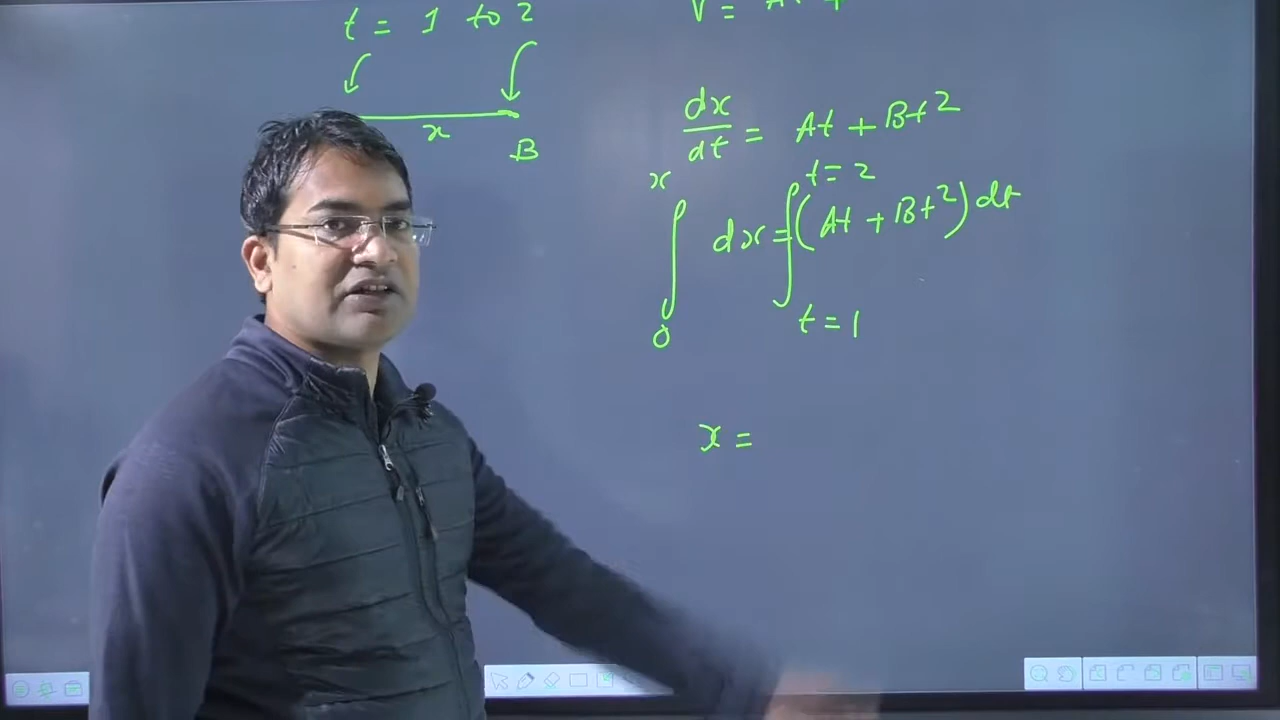 t = 1 to 2
V =
x
B
dx/dt = At + Bt²
x t = 2
∫ dx = ∫ (At + Bt²) dt
0 t = 1
x =